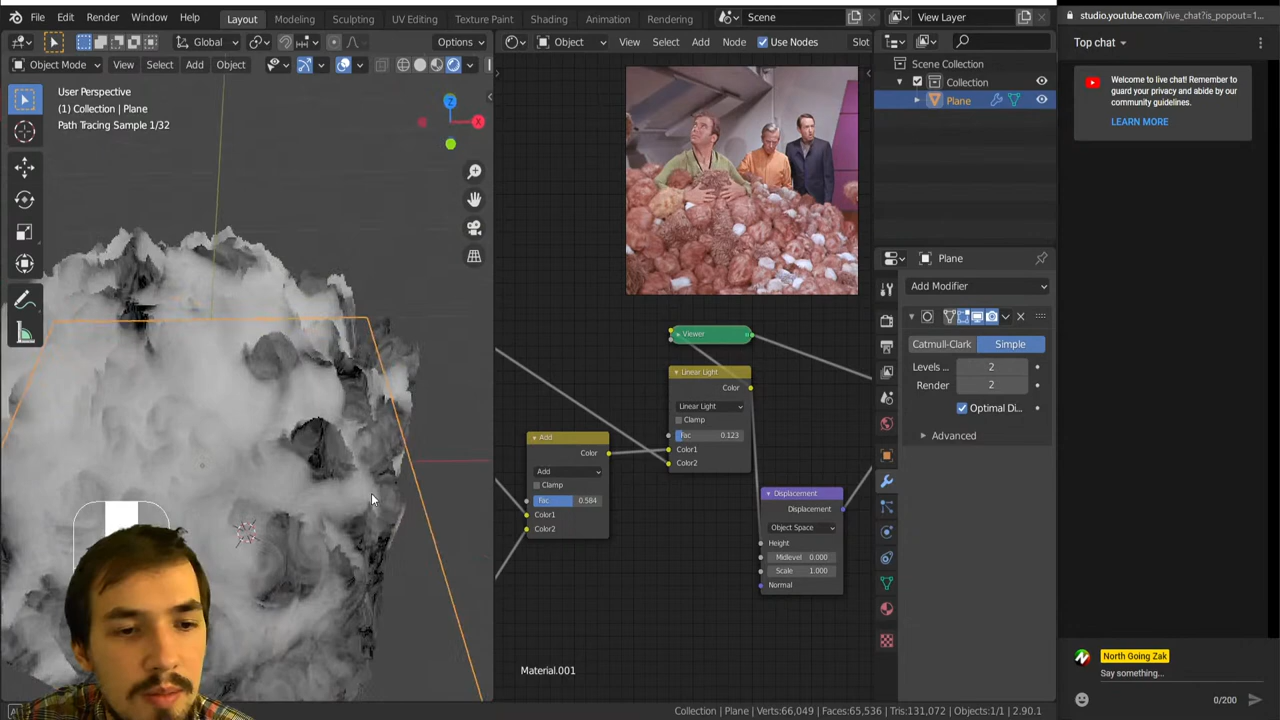 File Edit Render Window Help Layout Modeling Sculpting UV Editing Texture Paint Shading Animation Rendering Scene View Layer
studio.youtube.com/live_chat?is_popout=1...
Global Options
Object View Select Add Node Use Nodes Slot
Top chat
Object Mode View Select Add Object
Scene Collection
Collection
Plane
Welcome to live chat! Remember to
guard your privacy and abide by our
community guidelines.
LEARN MORE
User Perspective
(1) Collection | Plane
Path Tracing Sample 1/32
Z
X
Plane
Add Modifier
Catmull-Clark Simple
Levels ... 2
Render 2
Optimal Di...
Advanced
Viewer
Linear Light
Color
Linear Light
Clamp
Fac 0.123
Color1
Color2
Add
Color
Add
Clamp
Fac 0.584
Color1
Color2
Displacement
Displacement
Object Space
Height
Midlevel 0.000
Scale 1.000
Normal
Material.001
North Going Zak
Say something...
0/200
Collection | Plane | Verts:66,049 | Faces:65,536 | Tris:131,072 | Objects:1/1 | 2.90.1